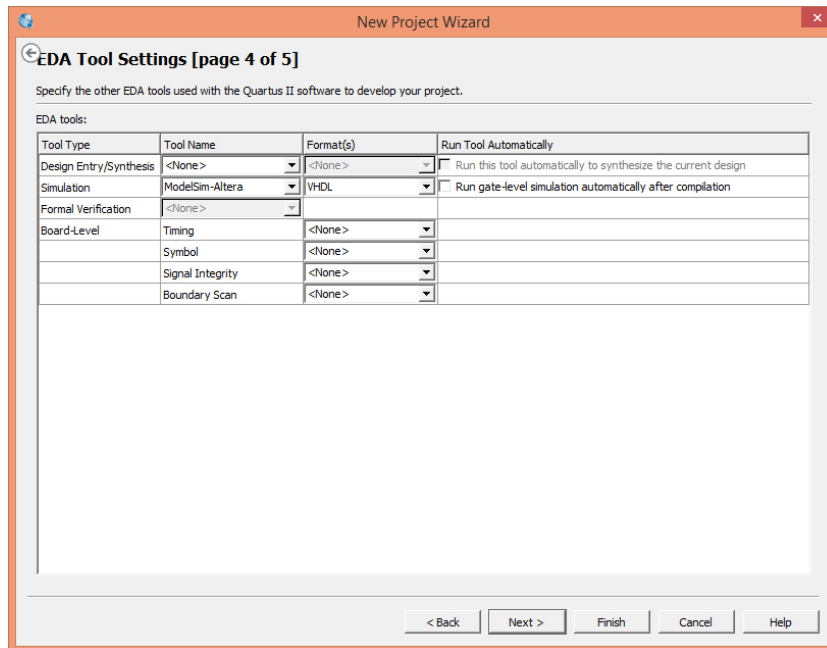 New Project Wizard
EDA Tool Settings [page 4 of 5]
Specify the other EDA tools used with the Quartus II software to develop your project.
EDA tools:
Tool Type Tool Name Format(s) Run Tool Automatically
Design Entry/Synthesis <None> <None> Run this tool automatically to synthesize the current design
Simulation ModelSim-Altera VHDL Run gate-level simulation automatically after compilation
Formal Verification <None>
Board-Level Timing <None>
Symbol <None>
Signal Integrity <None>
Boundary Scan <None>
< Back Next > Finish Cancel Help